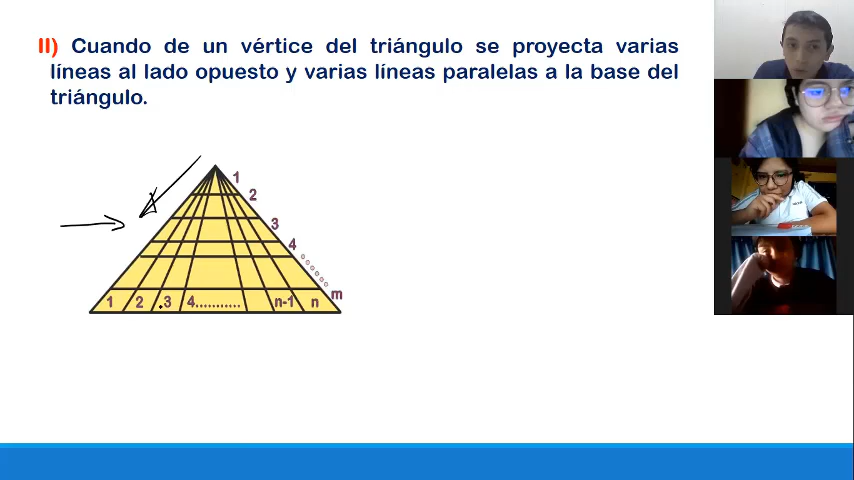 II) Cuando de un vértice del triángulo se proyecta varias
líneas al lado opuesto y varias líneas paralelas a la base del
triángulo.
1
2
3
4
m
1 2 3 4........... n-1 n